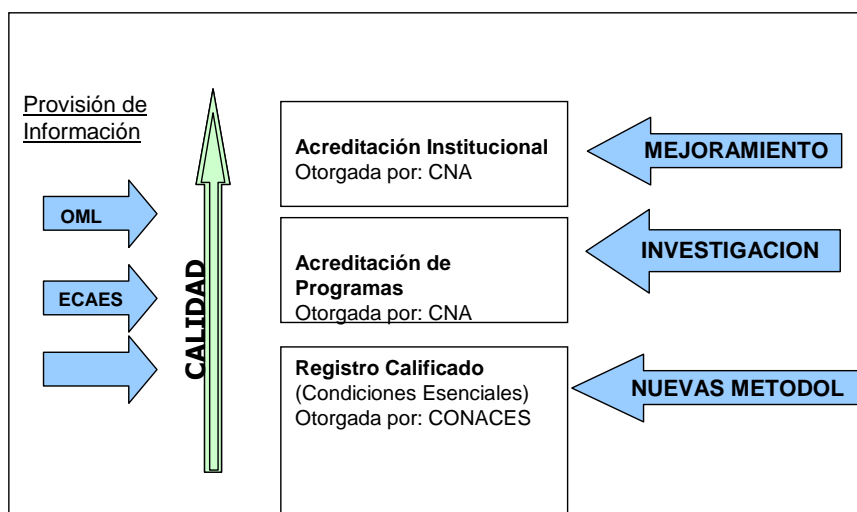 Provisión de
Información
OML
ECAES
CALIDAD
Acreditación Institucional
Otorgada por: CNA
Acreditación de
Programas
Otorgada por: CNA
Registro Calificado
(Condiciones Esenciales)
Otorgada por: CONACES
MEJORAMIENTO
INVESTIGACION
NUEVAS METODOL